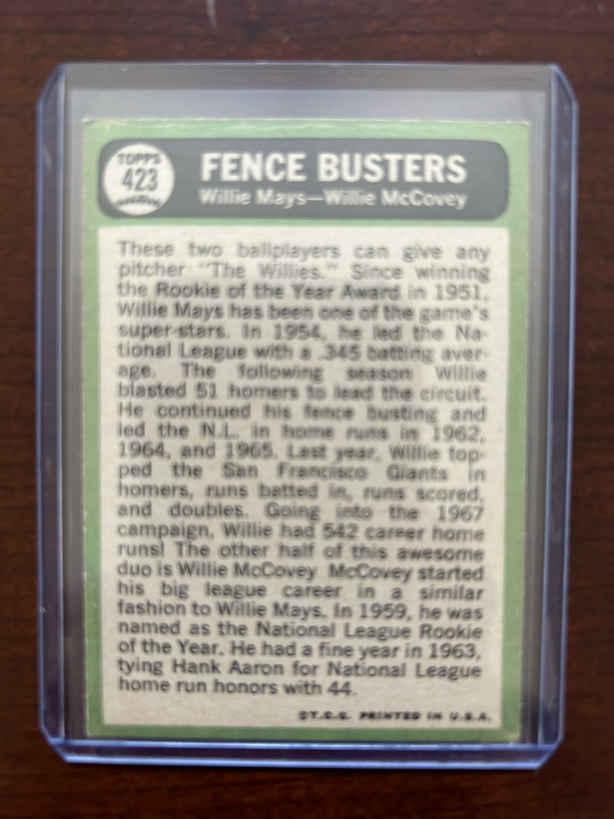 TOPPS
423
FENCE BUSTERS
Willie Mays—Willie McCovey
These two ballplayers can give any
pitcher "The Willies." Since winning
the Rookie of the Year Award in 1951,
Willie Mays has been one of the game's
super-stars. In 1954, he led the Na-
tional League with a .345 batting aver-
age. The following season Willie
blasted 51 homers to lead the circuit.
He continued his fence busting and
led the N.L. in home runs in 1962,
1964, and 1965. Last year, Willie top-
ped the San Francisco Giants in
homers, runs batted in, runs scored,
and doubles. Going into the 1967
campaign, Willie had 542 career home
runs! The other half of this awesome
duo is Willie McCovey McCovey started
his big league career in a similar
fashion to Willie Mays. In 1959, he was
named as the National League Rookie
of the Year. He had a fine year in 1963,
tying Hank Aaron for National League
home run honors with 44.
©T.C.G. PRINTED IN U.S.A.